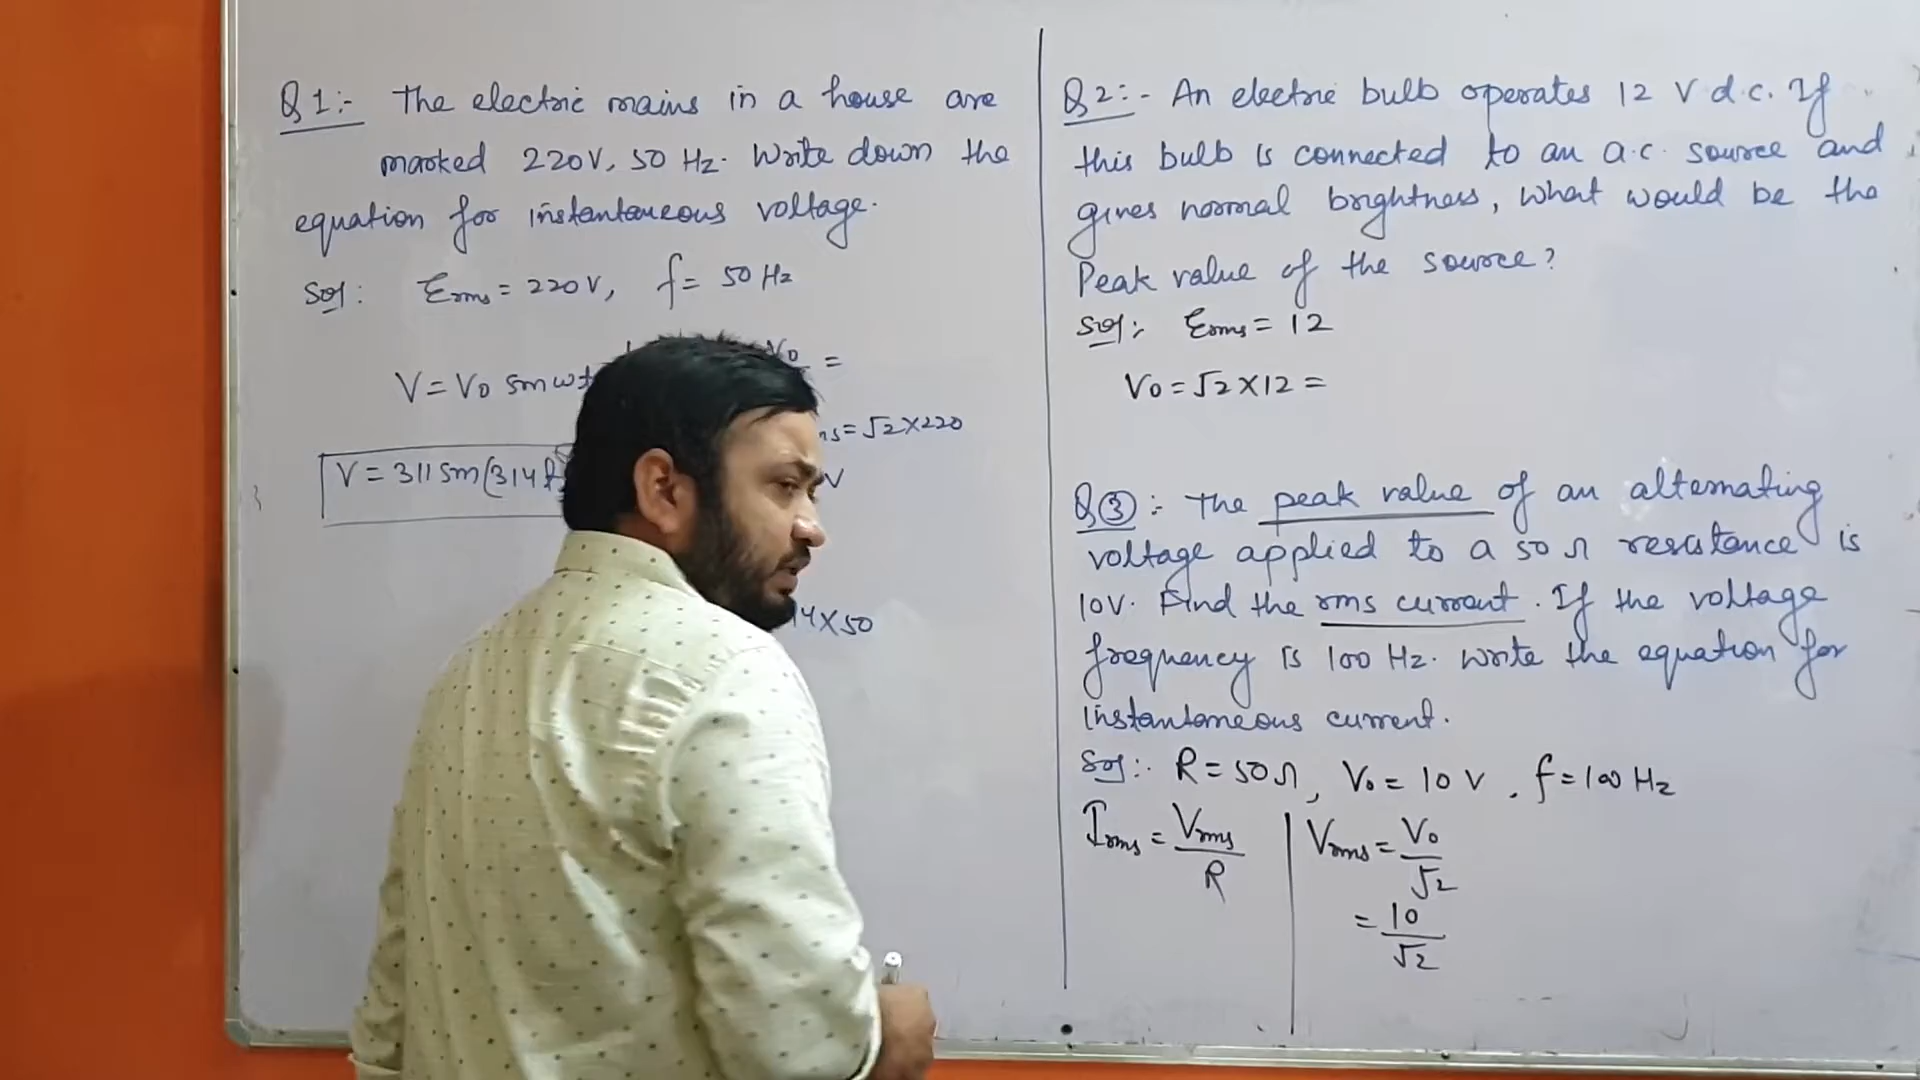 Q1:- The electric mains in a house are
marked 220V, 50 Hz. Write down the
equation for instantaneous voltage.
Sol: Erms = 220V, f = 50 Hz
V0 =
V = V0 sin ωt
= √2×220
V = 311 sin(314t
V
×50
Q2:- An electric bulb operates 12 V d.c. If
this bulb is connected to an a.c. source and
gives normal brightness, what would be the
Peak value of the source?
Sol: Erms = 12
V0 = √2×12 =
Q③:- The peak value of an alternating
voltage applied to a 50 Ω resistance is
10V. Find the rms current. If the voltage
frequency is 100 Hz. Write the equation for
instantaneous current.
Sol:- R = 50Ω, V0 = 10 V, f = 100 Hz
Irms = Vrms / R
Vrms = V0 / √2
= 10 / √2